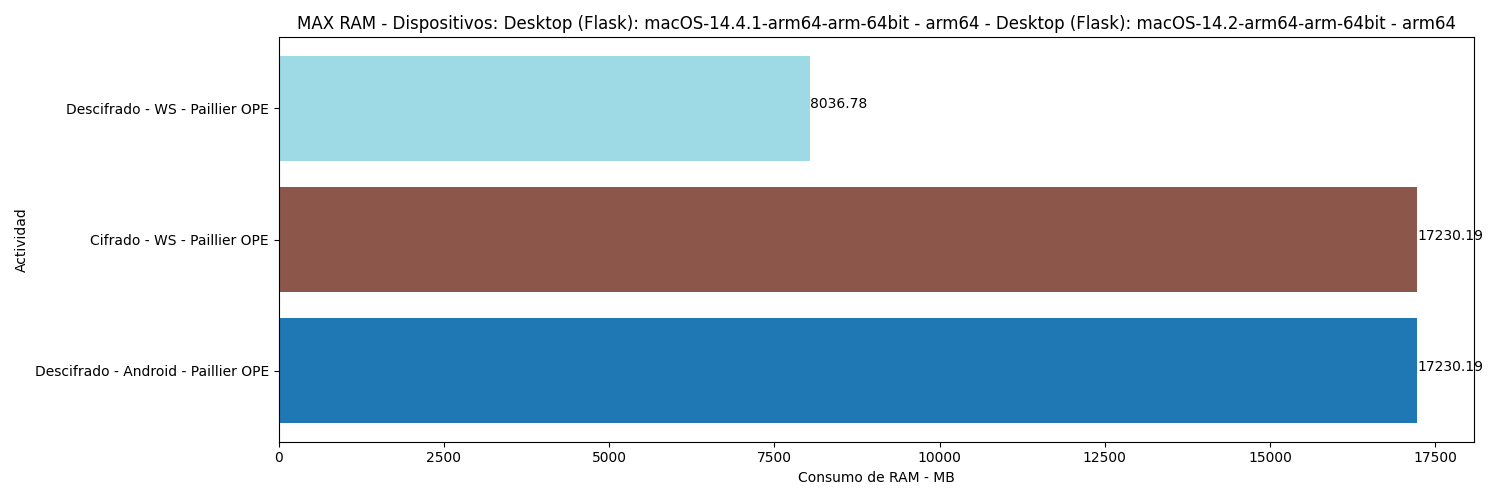 MAX RAM - Dispositivos: Desktop (Flask): macOS-14.4.1-arm64-arm-64bit - arm64 - Desktop (Flask): macOS-14.2-arm64-arm-64bit - arm64
Descifrado - WS - Paillier OPE
8036.78
Cifrado - WS - Paillier OPE
17230.19
Descifrado - Android - Paillier OPE
17230.19
Actividad
0 2500 5000 7500 10000 12500 15000 17500
Consumo de RAM - MB